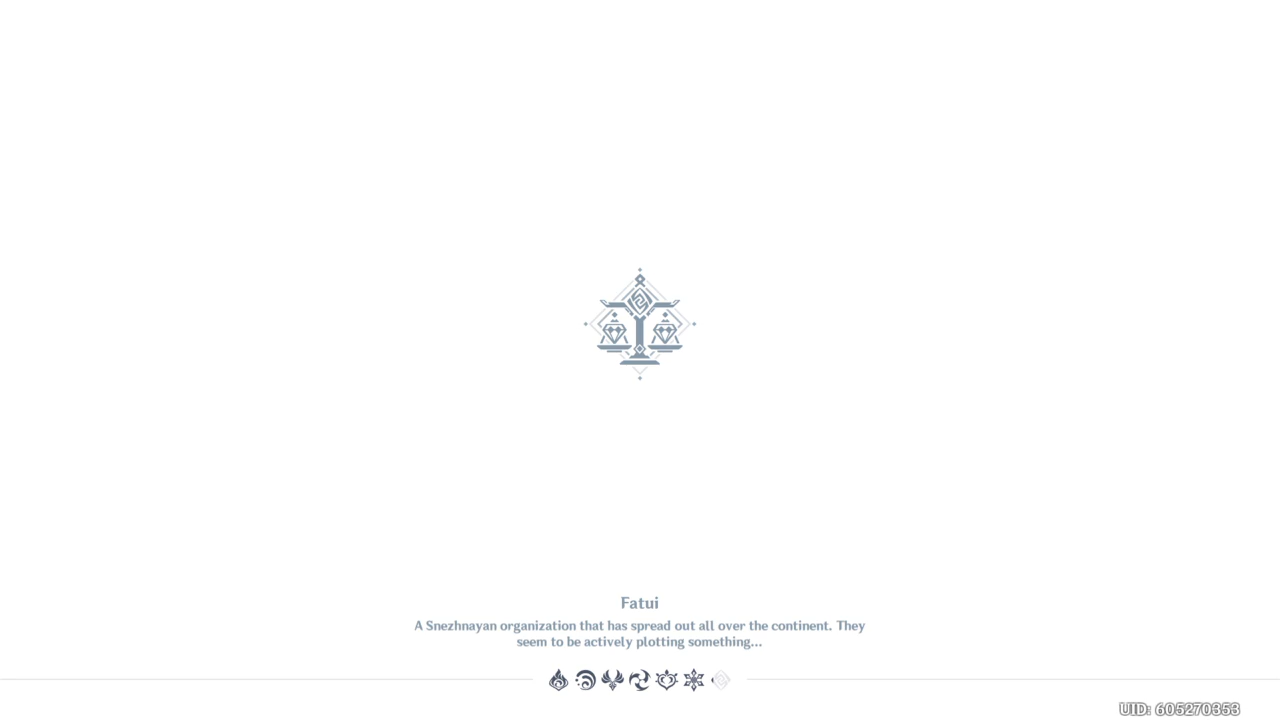 Fatui
A Snezhnayan organization that has spread out all over the continent. They
seem to be actively plotting something...
UID: 605270353